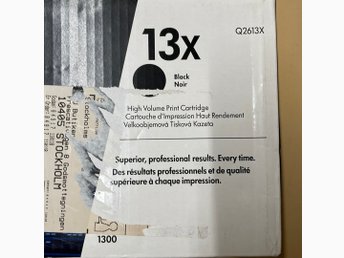 13x
Q2613X
Black
Noir
High Volume Print Cartridge
Cartouche d'Impression Haut Rendement
Velkoobjemová Tisková Kazeta
Superior, professional results. Every time.
Des résultats professionnels et de qualité
supérieure à chaque impression.
1300
Butiken
10405 STOCKHOLM